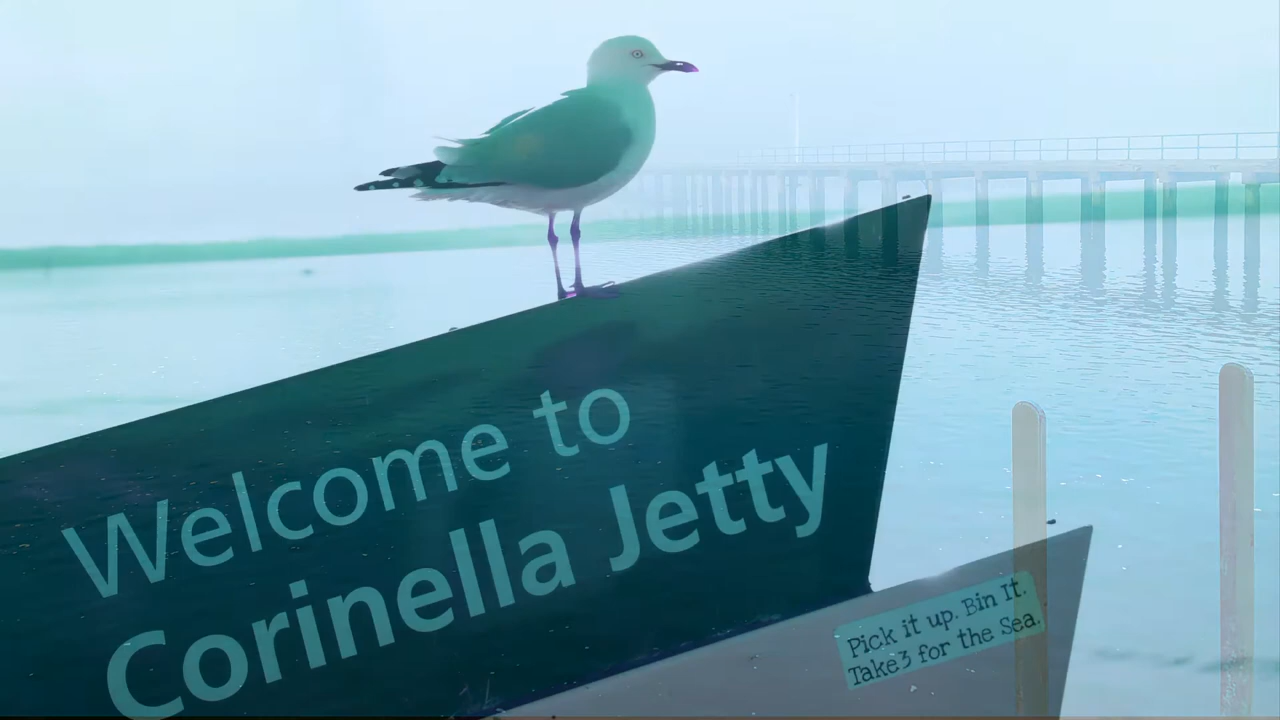 Welcome to
Corinella Jetty
Pick it up. Bin It.
Take3 for the Sea.